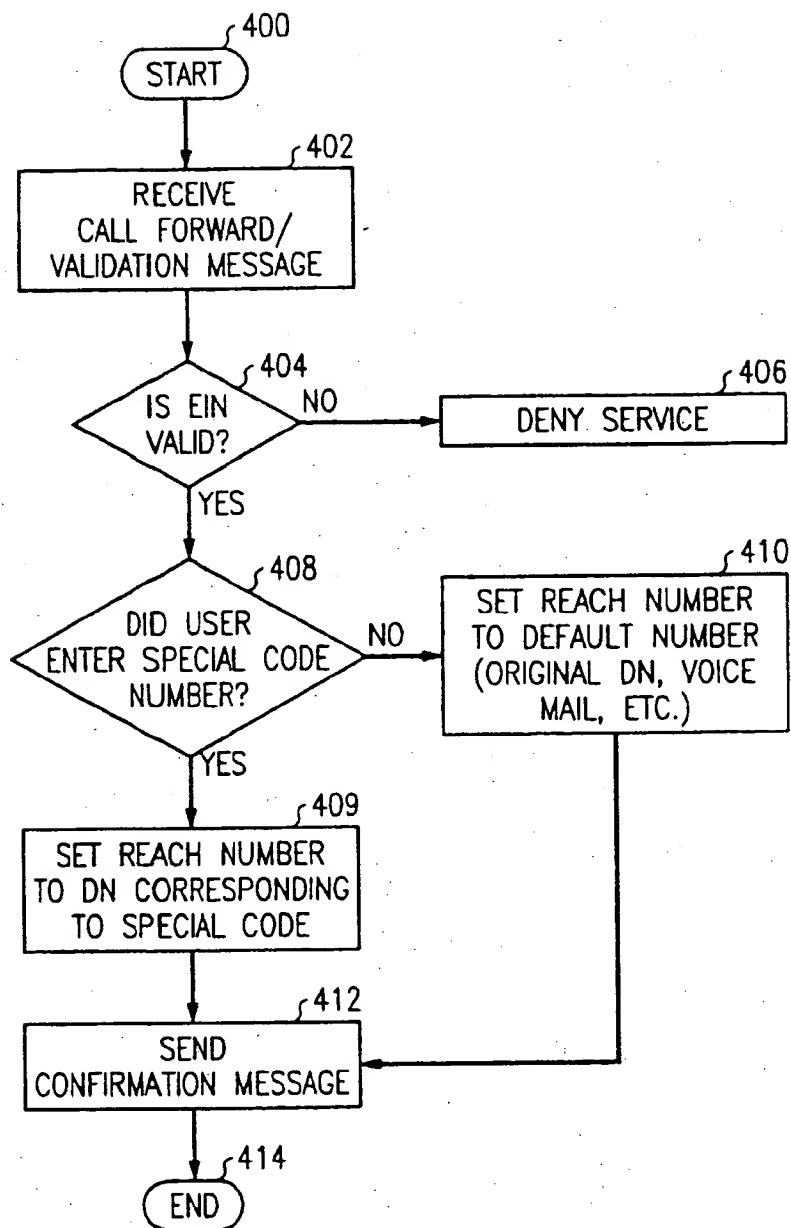 400
START
402
RECEIVE
CALL FORWARD/
VALIDATION MESSAGE
404
IS EIN
VALID?
NO
406
DENY SERVICE
YES
408
DID USER
ENTER SPECIAL CODE
NUMBER?
NO
410
SET REACH NUMBER
TO DEFAULT NUMBER
(ORIGINAL DN, VOICE
MAIL, ETC.)
YES
409
SET REACH NUMBER
TO DN CORRESPONDING
TO SPECIAL CODE
412
SEND
CONFIRMATION MESSAGE
414
END